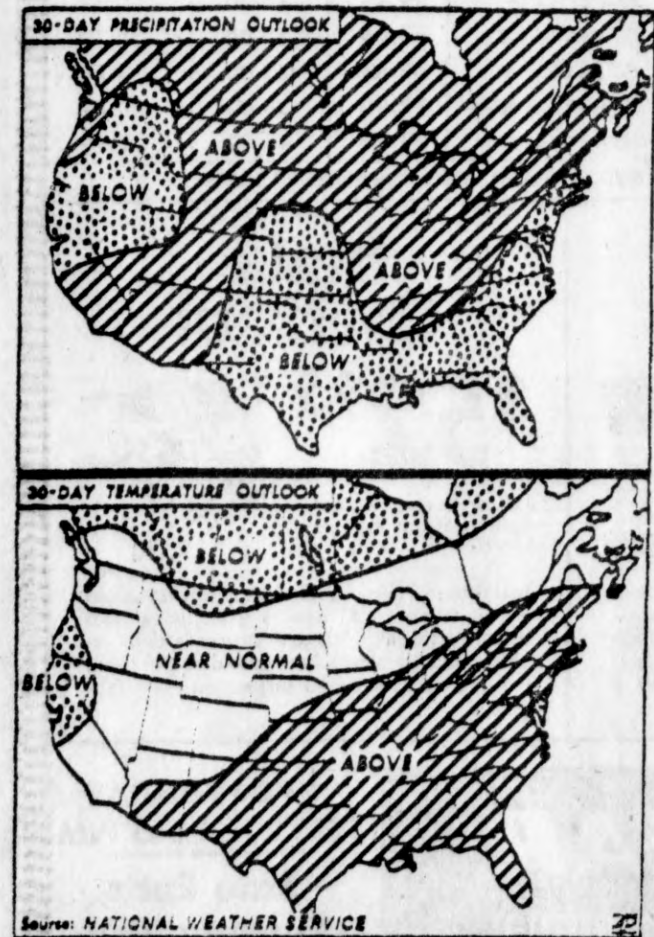 30-DAY PRECIPITATION OUTLOOK
ABOVE
BELOW
ABOVE
BELOW
30-DAY TEMPERATURE OUTLOOK
BELOW
NEAR NORMAL
BELOW
ABOVE
Source: NATIONAL WEATHER SERVICE